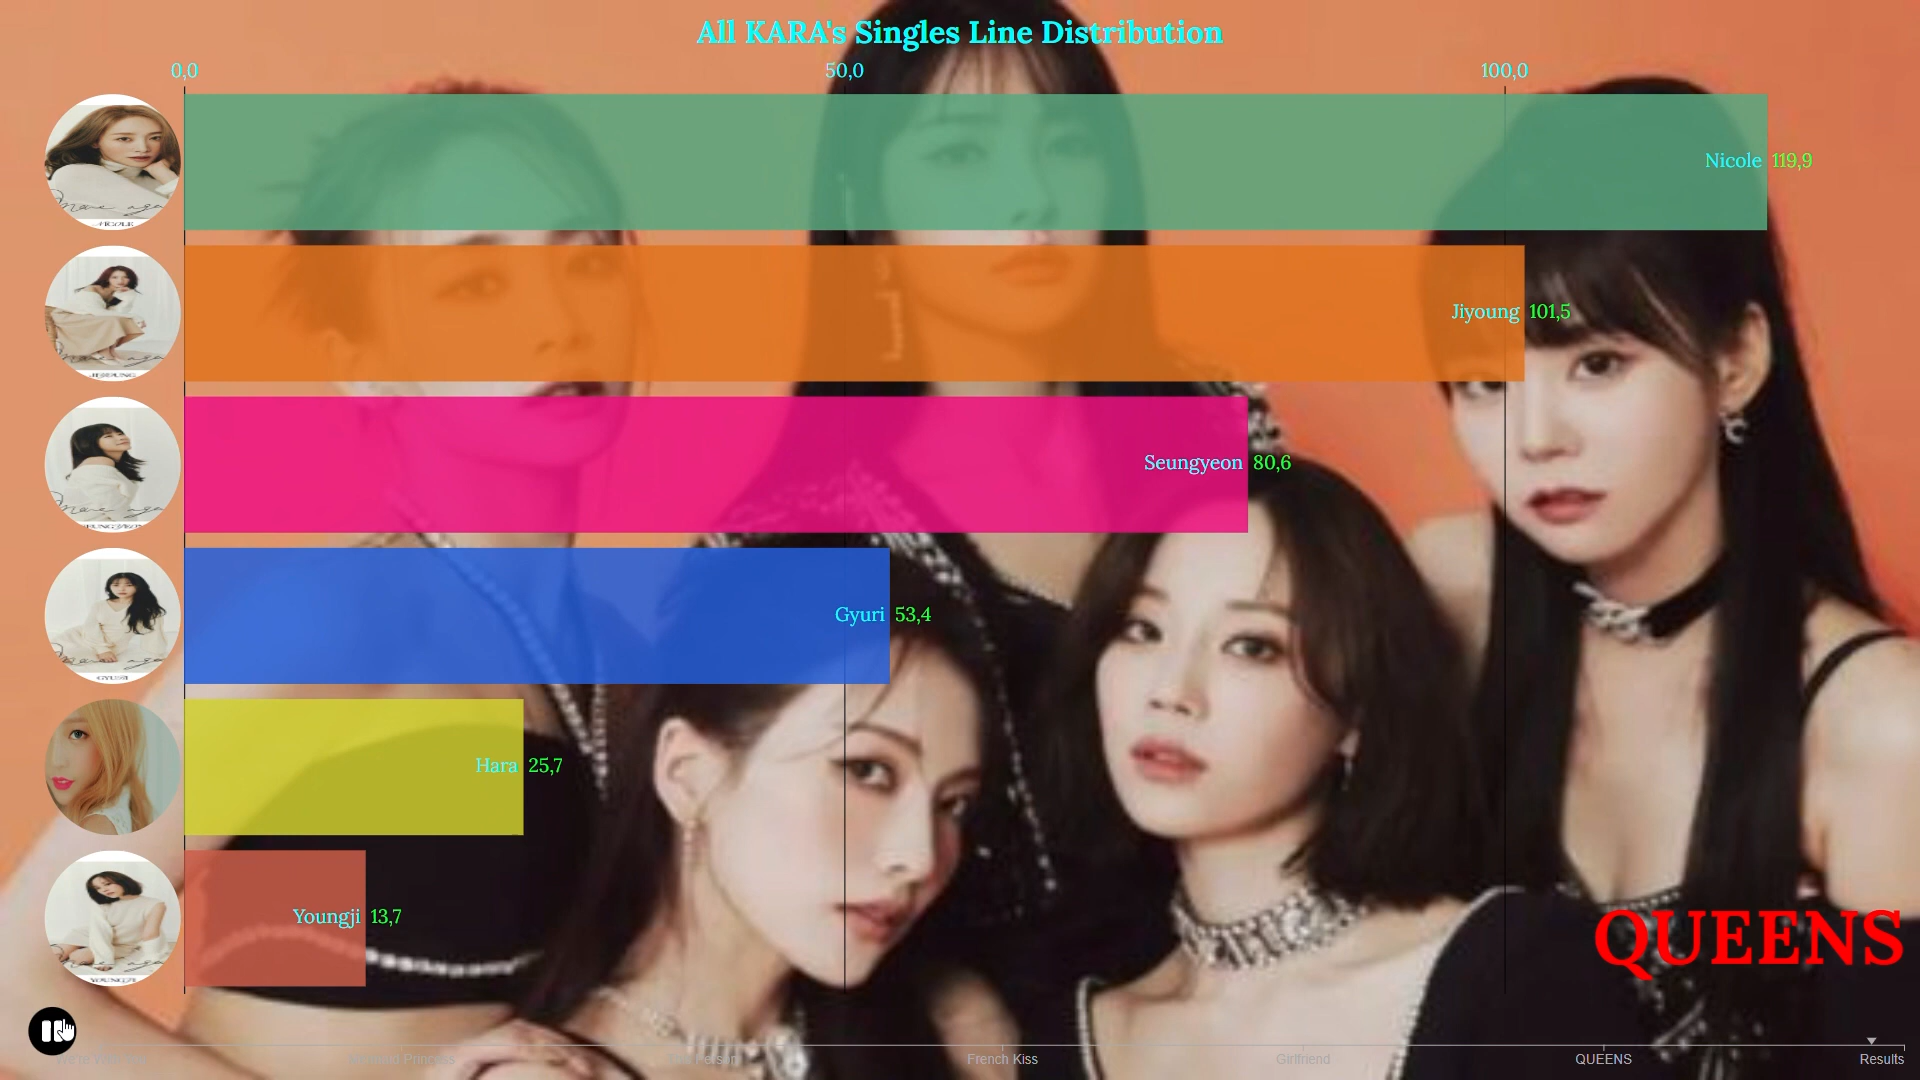 All KARA's Singles Line Distribution
0,0 50,0 100,0
Nicole 119,9
Jiyoung 101,5
Seungyeon 80,6
Gyuri 53,4
Hara 25,7
Youngji 13,7
GYURI
QUEENS
French Kiss Girlfriend QUEENS Results